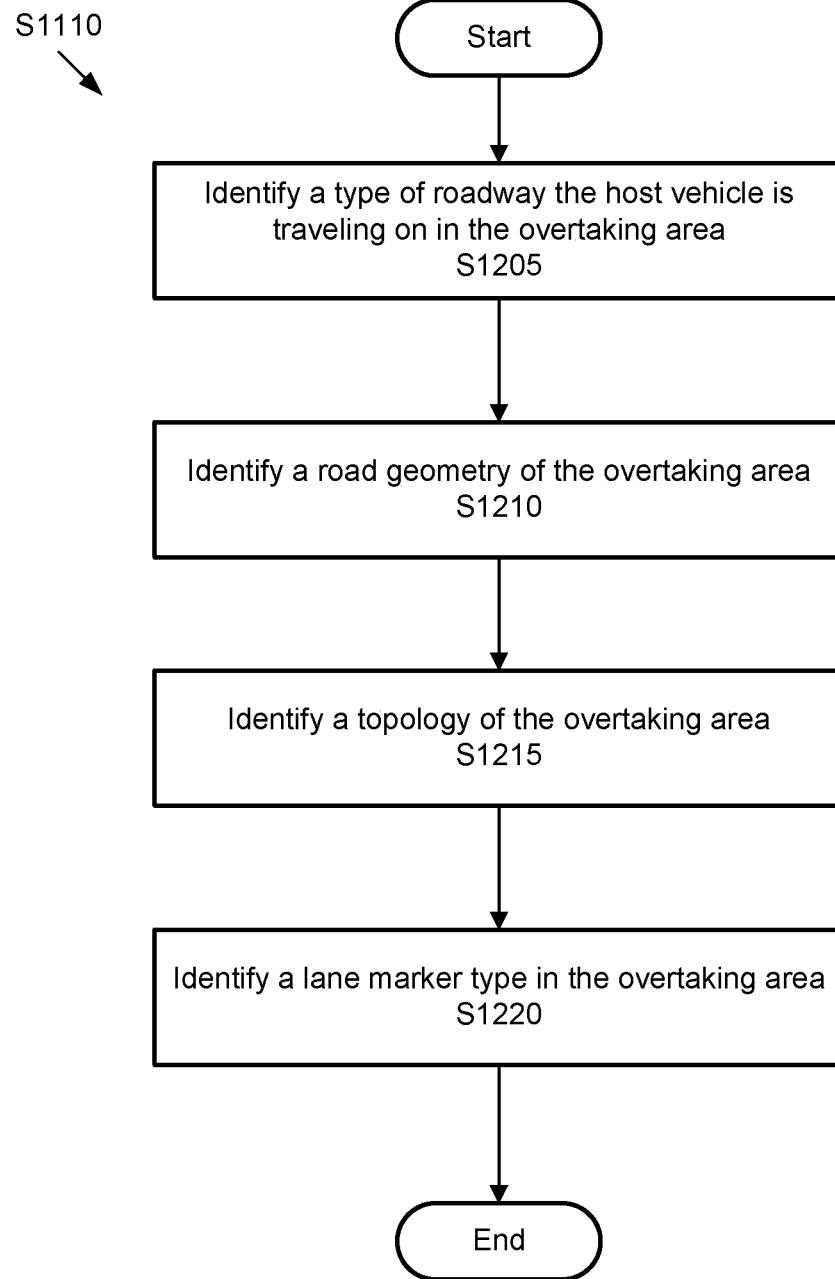 S1110
Start
Identify a type of roadway the host vehicle is
traveling on in the overtaking area
S1205
Identify a road geometry of the overtaking area
S1210
Identify a topology of the overtaking area
S1215
Identify a lane marker type in the overtaking area
S1220
End